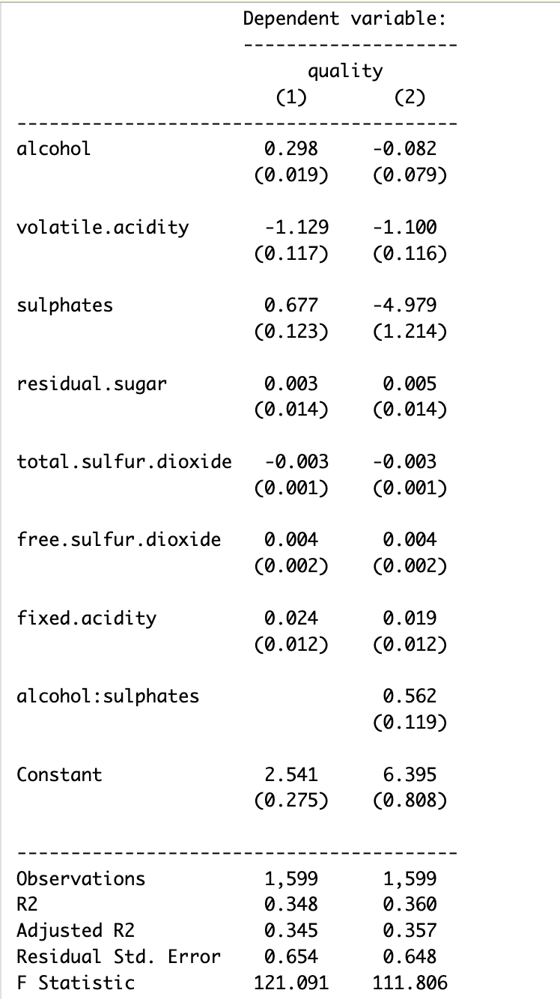 Dependent variable:
--------------------
quality
(1) (2)
-----------------------------------------
alcohol 0.298 -0.082
(0.019) (0.079)
volatile.acidity -1.129 -1.100
(0.117) (0.116)
sulphates 0.677 -4.979
(0.123) (1.214)
residual.sugar 0.003 0.005
(0.014) (0.014)
total.sulfur.dioxide -0.003 -0.003
(0.001) (0.001)
free.sulfur.dioxide 0.004 0.004
(0.002) (0.002)
fixed.acidity 0.024 0.019
(0.012) (0.012)
alcohol:sulphates 0.562
(0.119)
Constant 2.541 6.395
(0.275) (0.808)
-----------------------------------------
Observations 1,599 1,599
R2 0.348 0.360
Adjusted R2 0.345 0.357
Residual Std. Error 0.654 0.648
F Statistic 121.091 111.806